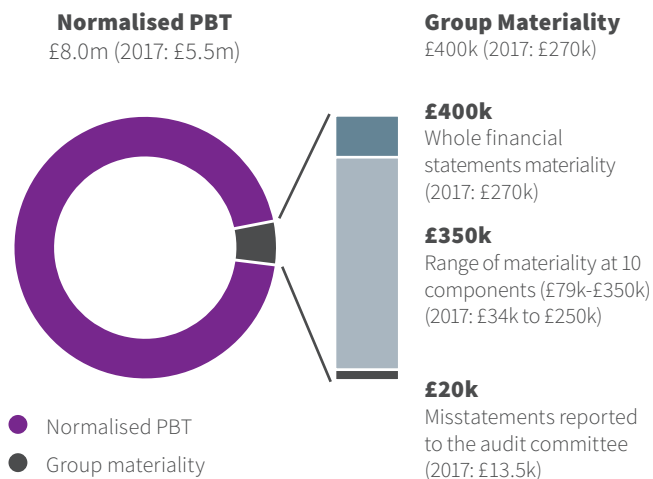 Normalised PBT
£8.0m (2017: £5.5m)
Group Materiality
£400k (2017: £270k)
£400k
Whole financial
statements materiality
(2017: £270k)
£350k
Range of materiality at 10
components (£79k-£350k)
(2017: £34k to £250k)
£20k
Misstatements reported
to the audit committee
(2017: £13.5k)
Normalised PBT
Group materiality